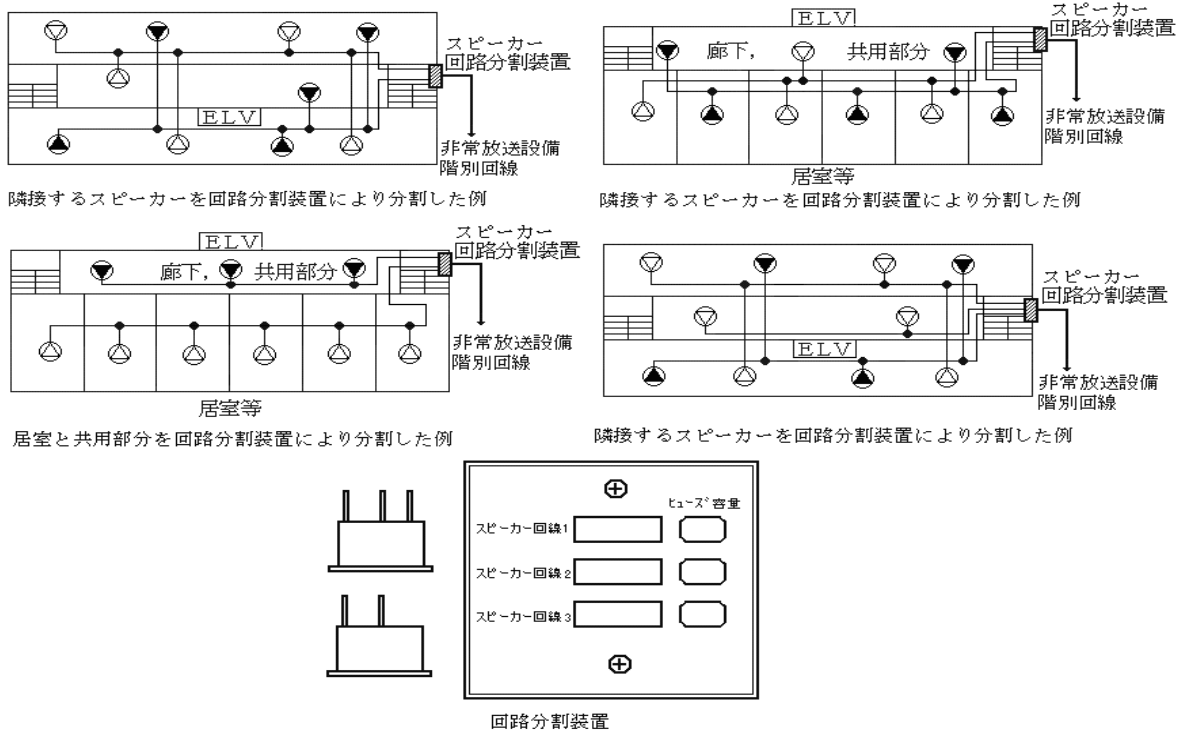 スピーカー
回路分割装置
ELV
非常放送設備
階別回線
隣接するスピーカーを回路分割装置により分割した例
ELV
スピーカー
回路分割装置
廊下， 共用部分
非常放送設備
階別回線
居室等
隣接するスピーカーを回路分割装置により分割した例
ELV
スピーカー
回路分割装置
廊下， 共用部分
非常放送設備
階別回線
居室等
居室と共用部分を回路分割装置により分割した例
スピーカー
回路分割装置
ELV
非常放送設備
階別回線
隣接するスピーカーを回路分割装置により分割した例
ﾋｭｰｽﾞ容量
スピーカー回線1
スピーカー回線2
スピーカー回線3
回路分割装置